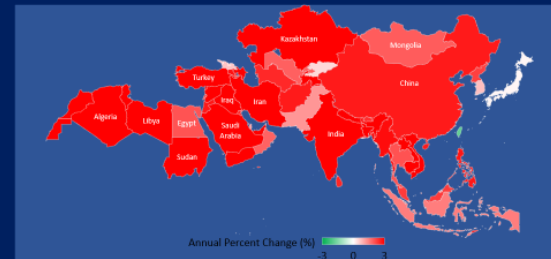 Kazakhstan
Mongolia
Turkey
China
Iraq
Iran
Algeria
Libya
Egypt
Saudi
Arabia
India
Sudan
Annual Percent Change (%)
-3 0 3